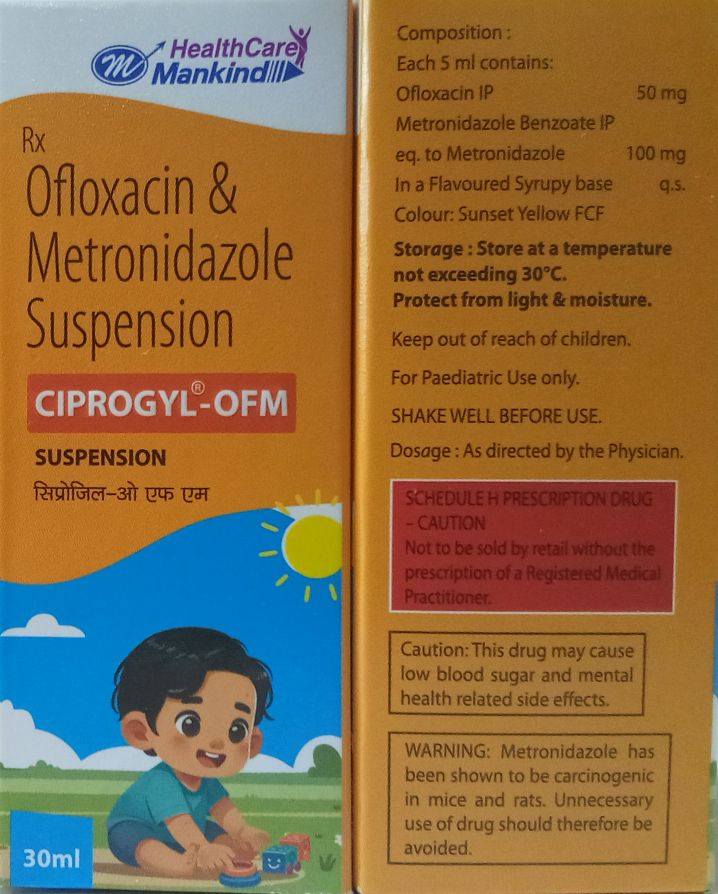 HealthCare
Mankind
Rx
Ofloxacin &
Metronidazole
Suspension
CIPROGYL®-OFM
SUSPENSION
सिप्रोजिल-ओ एफ एम
30ml
Composition :
Each 5 ml contains:
Ofloxacin IP 50 mg
Metronidazole Benzoate IP
eq. to Metronidazole 100 mg
In a Flavoured Syrupy base q.s.
Colour: Sunset Yellow FCF
Storage : Store at a temperature
not exceeding 30°C.
Protect from light & moisture.
Keep out of reach of children.
For Paediatric Use only.
SHAKE WELL BEFORE USE.
Dosage : As directed by the Physician.
SCHEDULE H PRESCRIPTION DRUG
– CAUTION
Not to be sold by retail without the
prescription of a Registered Medical
Practitioner.
Caution: This drug may cause
low blood sugar and mental
health related side effects.
WARNING: Metronidazole has
been shown to be carcinogenic
in mice and rats. Unnecessary
use of drug should therefore be
avoided.